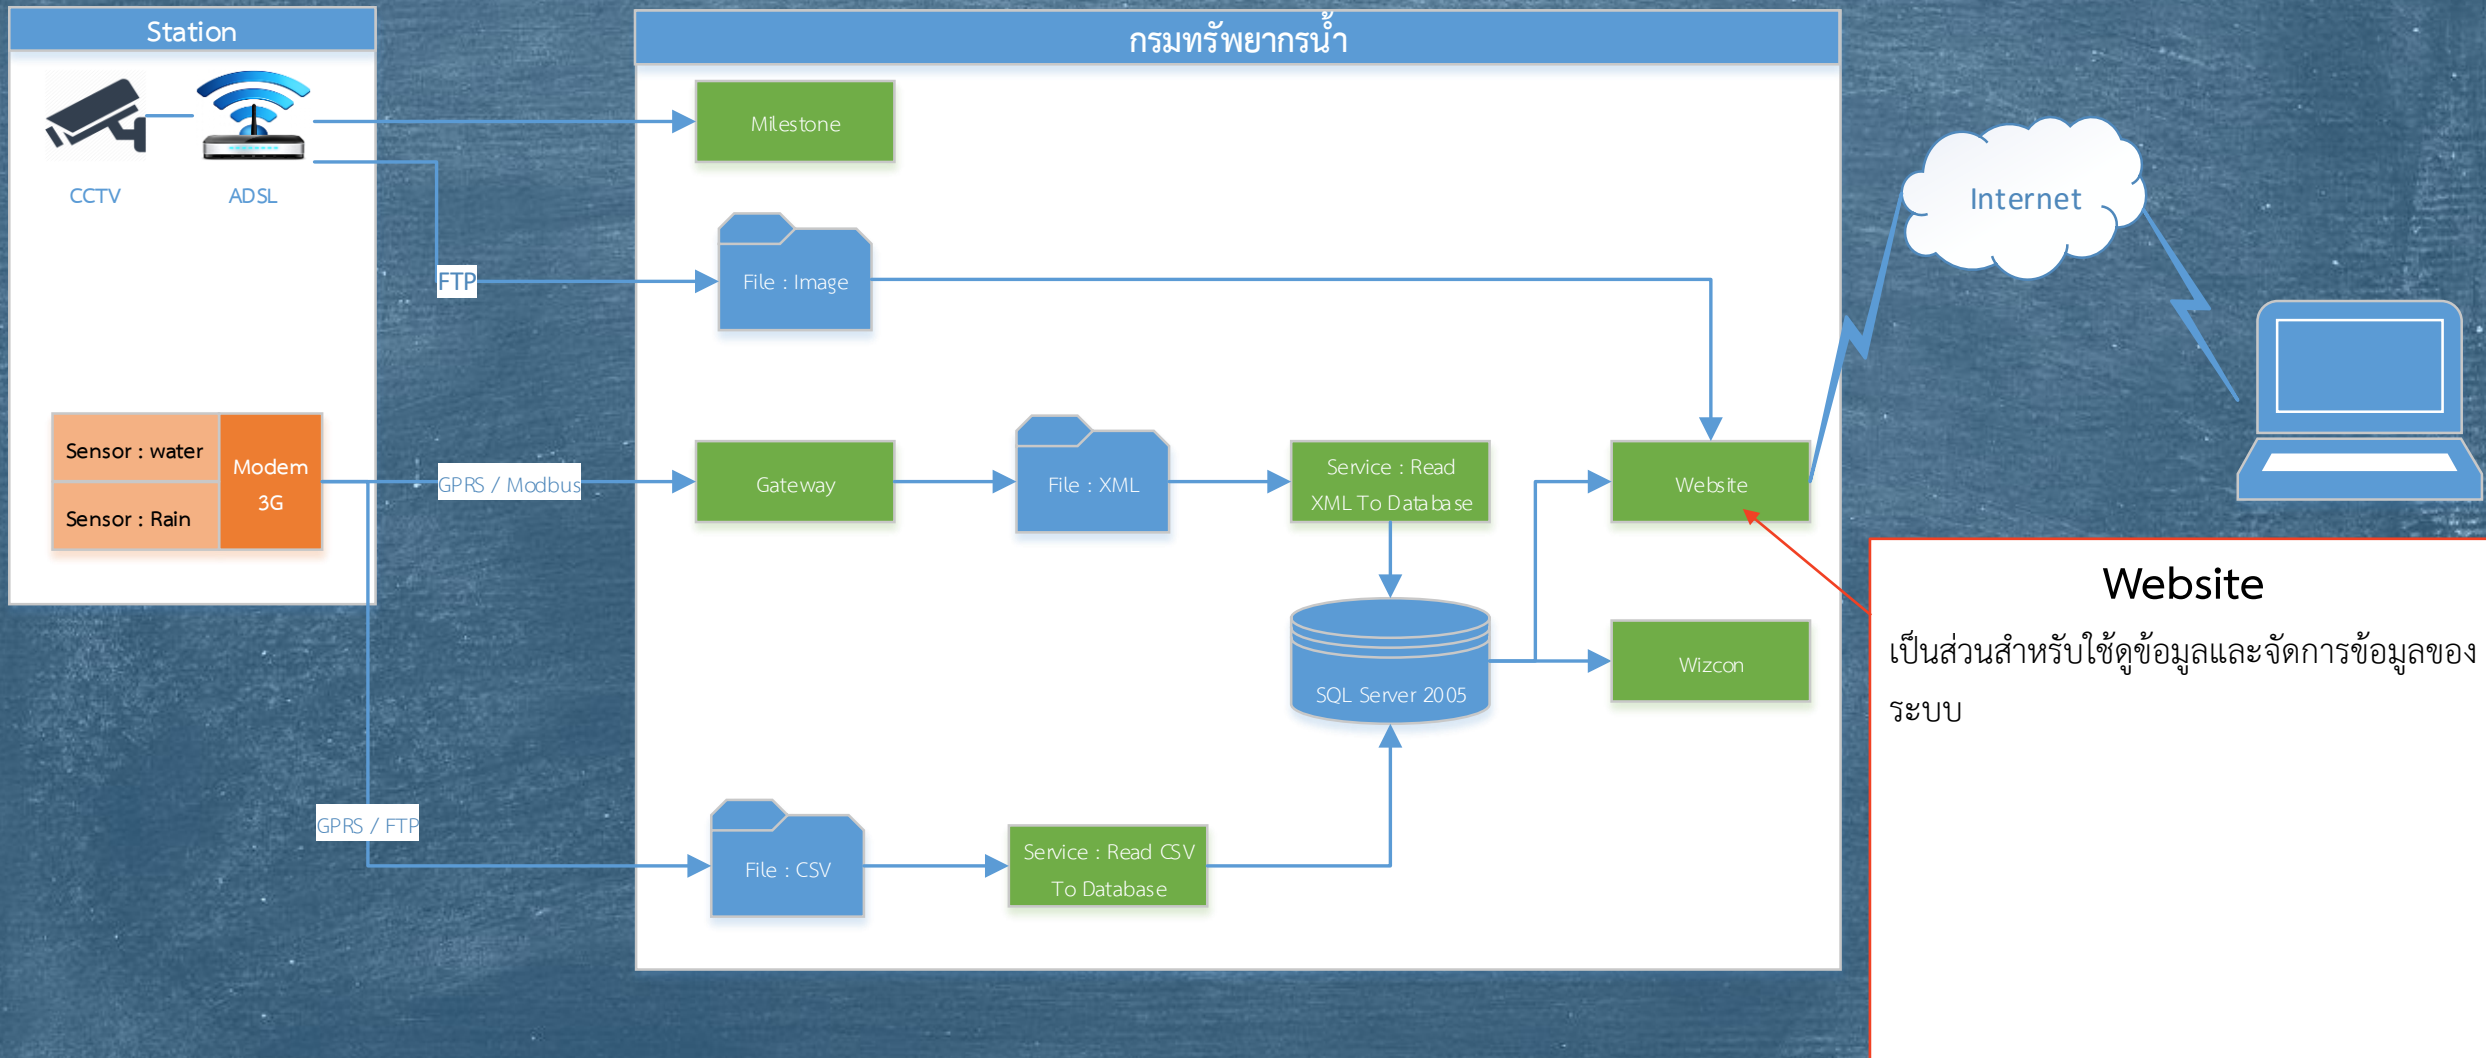 Station
กรมทรัพยากรน้ำ
CCTV
ADSL
Milestone
FTP
File : Image
Internet
Sensor : water
Sensor : Rain
Modem
3G
GPRS / Modbus
Gateway
File : XML
Service : Read
XML To Database
Website
SQL Server 2005
Wizcon
GPRS / FTP
File : CSV
Service : Read CSV
To Database
Website
เป็นส่วนสำหรับใช้ดูข้อมูลและจัดการข้อมูลของ
ระบบ